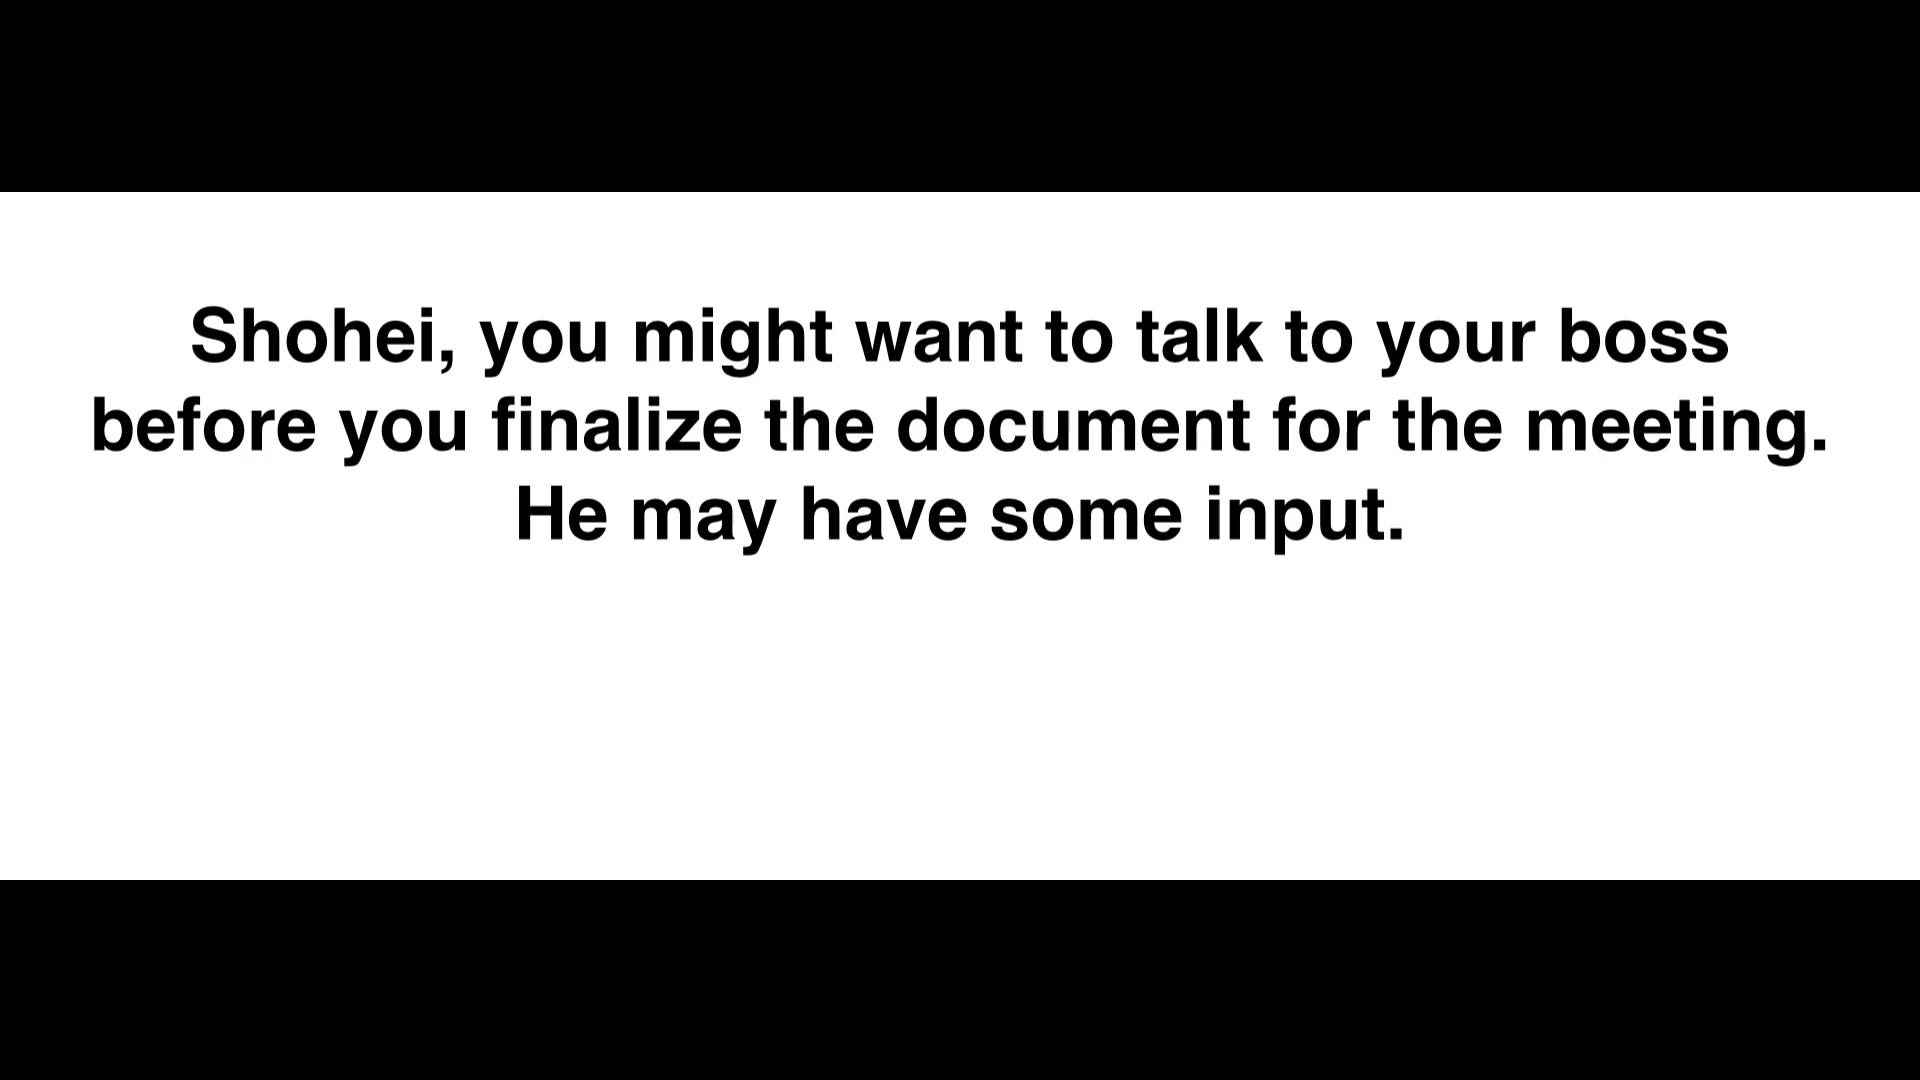 Shohei, you might want to talk to your boss
before you finalize the document for the meeting.
He may have some input.